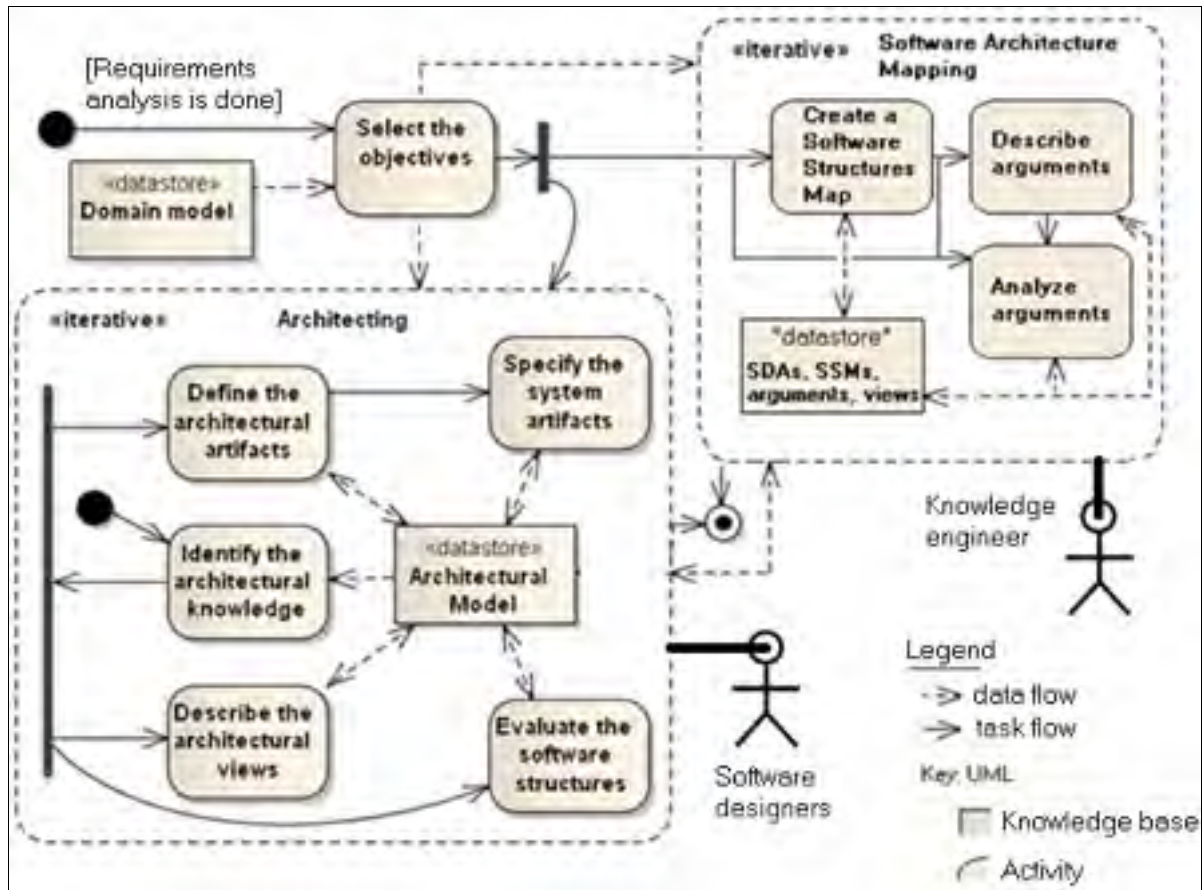 [Requirements
analysis is done]
Select the
objectives
«datastore»
Domain model
«iterative» Software Architecture
Mapping
Create a
Software
Structures
Map
Describe
arguments
Analyze
arguments
"datastore"
SDAs, SSMs,
arguments, views
«iterative» Architecting
Define the
architectural
artifacts
Specify the
system
artifacts
Identify the
architectural
knowledge
«datastore»
Architectural
Model
Describe the
architectural
views
Evaluate the
software
structures
Knowledge
engineer
Software
designers
Legend
data flow
task flow
Key: UML
Knowledge base
Activity